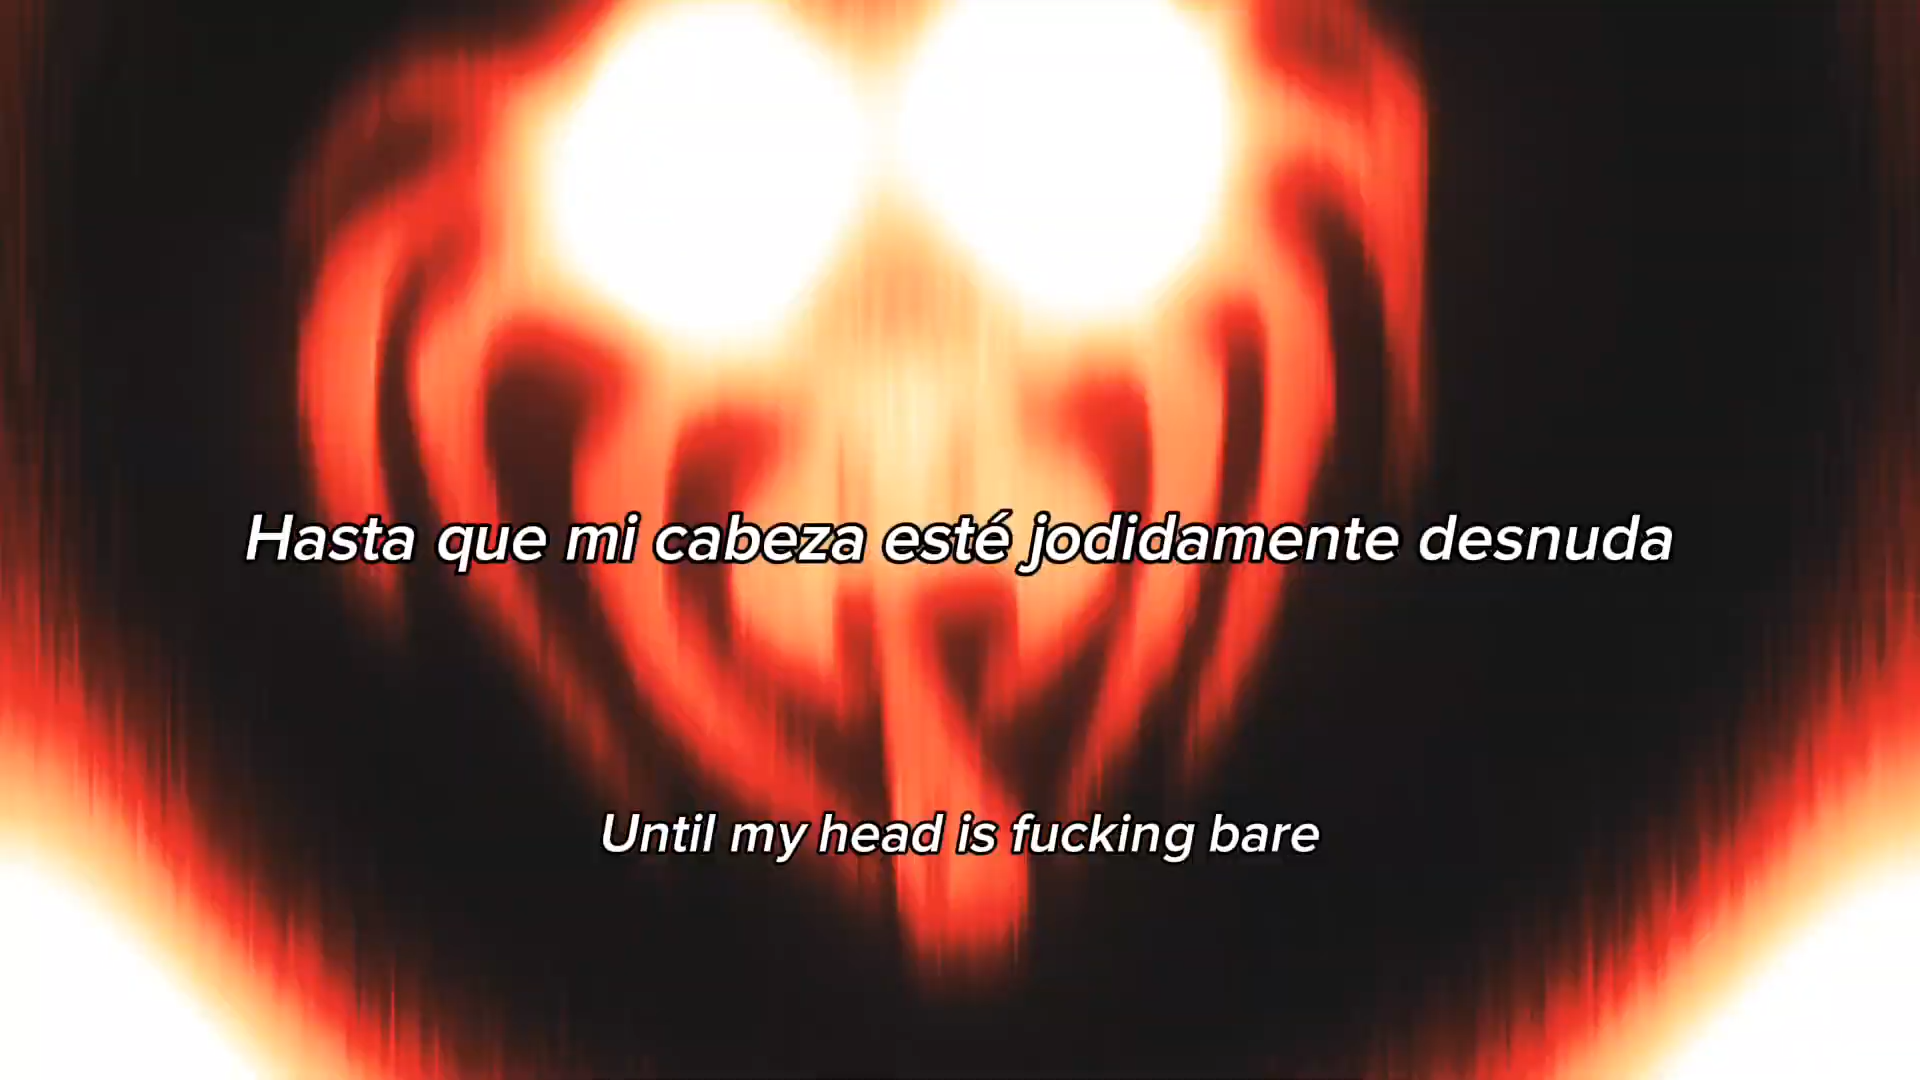 Hasta que mi cabeza esté jodidamente desnuda
Until my head is fucking bare